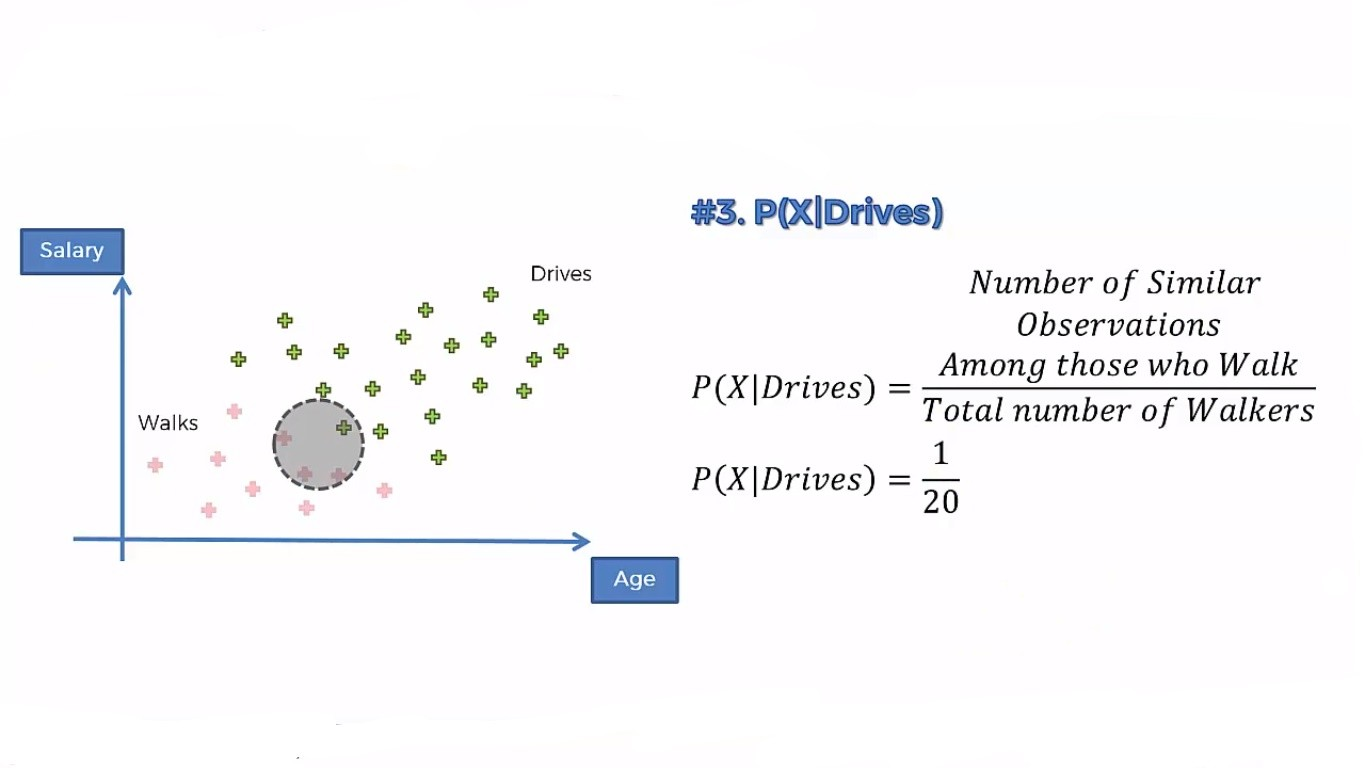 #3. P(X|Drives)
Salary
Drives
Walks
Age
Number of Similar
Observations
Among those who Walk
P(X|Drives) =
Total number of Walkers
1
P(X|Drives) =
20